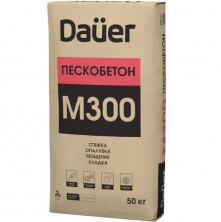 Daüer
ПЕСКОБЕТОН
М300
СТЯЖКА
ОПАЛУБКА
МОЩЕНИЕ
КЛАДКА
50 кг